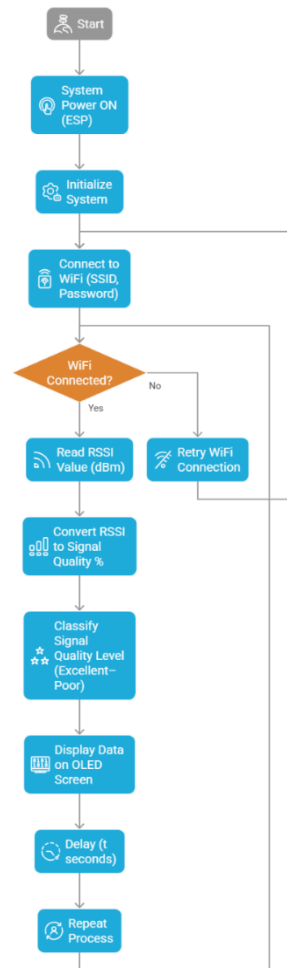 Start
System
Power ON
(ESP)
Initialize
System
Connect to
WiFi (SSID,
Password)
WiFi
Connected?
No
Yes
Read RSSI
Value (dBm)
Retry WiFi
Connection
Convert RSSI
to Signal
Quality %
Classify
Signal
Quality Level
(Excellent–
Poor)
Display Data
on OLED
Screen
Delay (t
seconds)
Repeat
Process